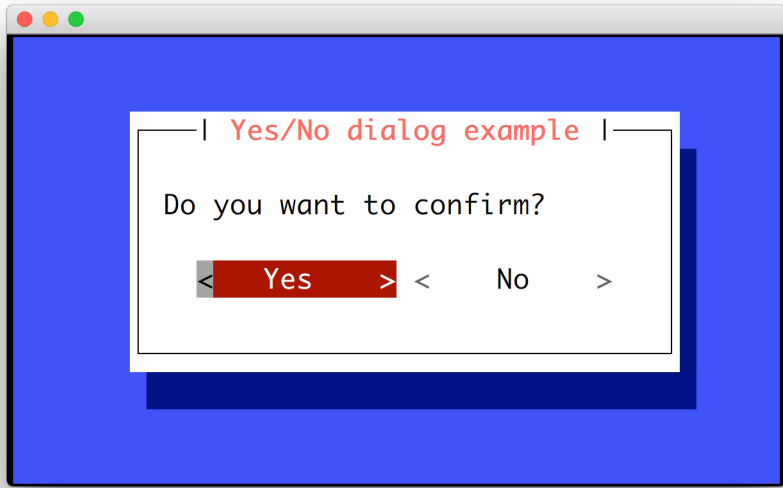 Yes/No dialog example
Do you want to confirm?
< Yes > < No >